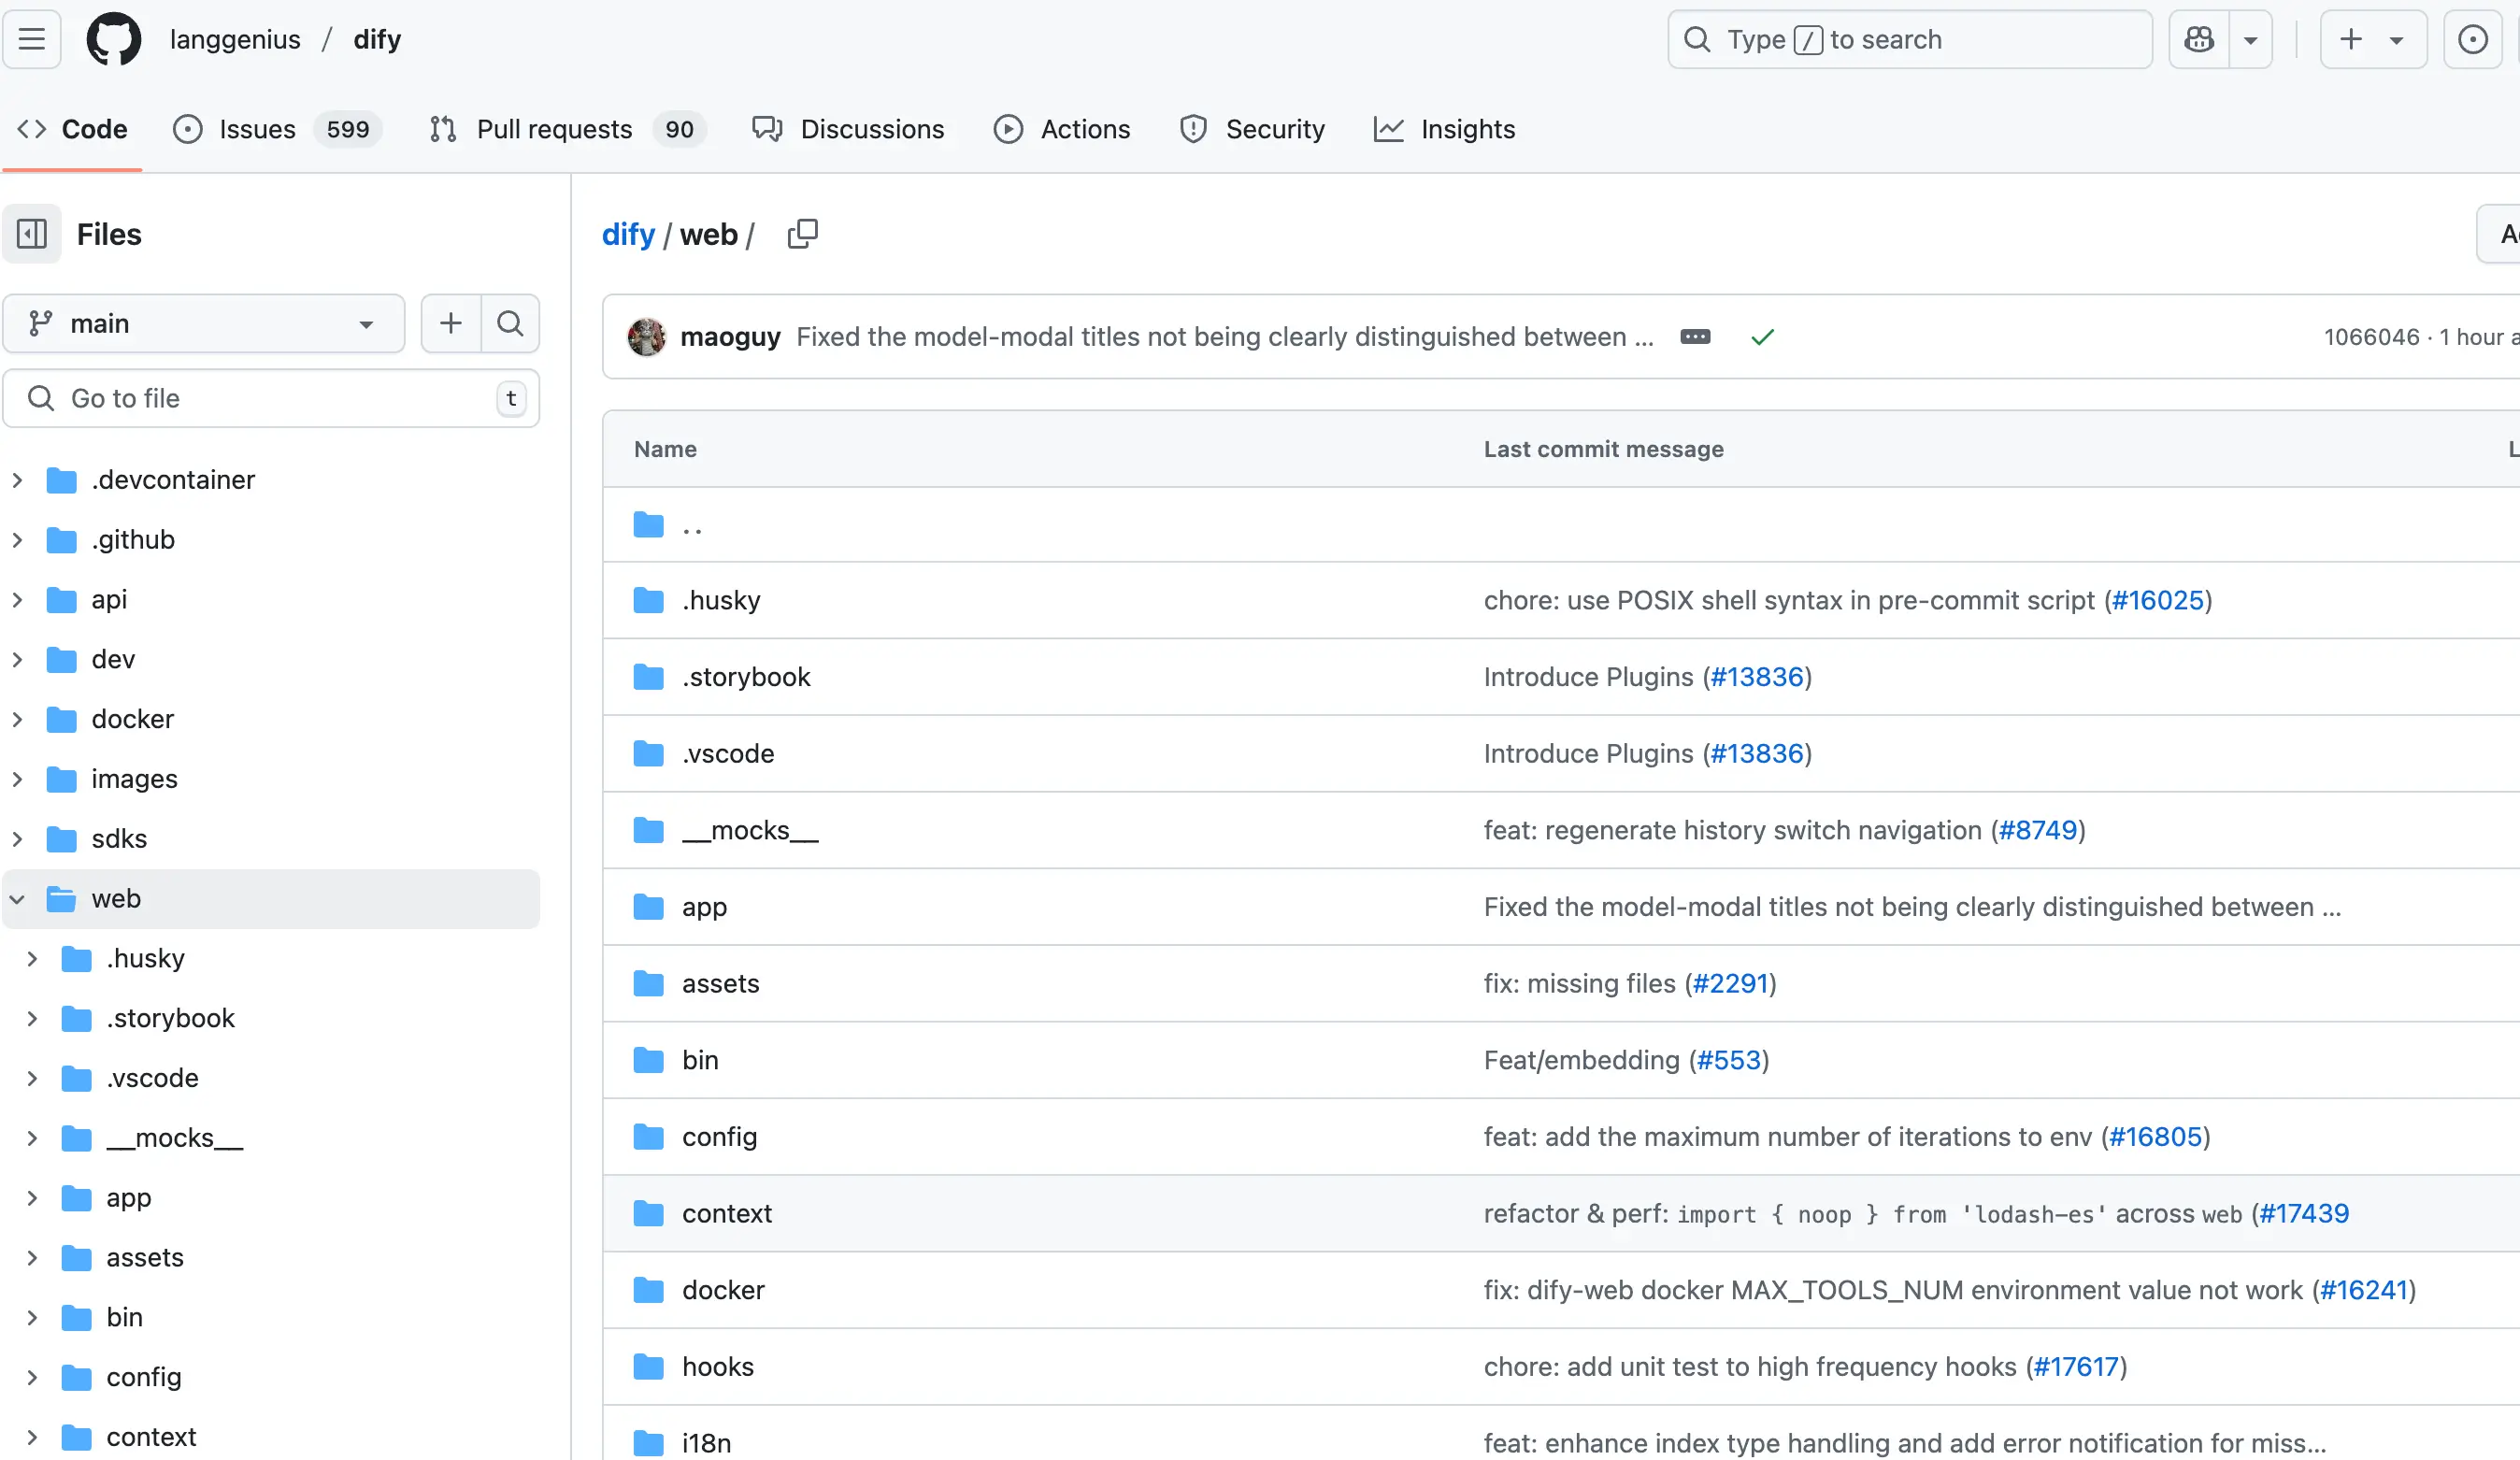 langgenius / dify
Type / to search
Code
Issues 599
Pull requests 90
Discussions
Actions
Security
Insights
Files
main
Go to file t
.devcontainer
.github
api
dev
docker
images
sdks
web
.husky
.storybook
.vscode
__mocks__
app
assets
bin
config
context
dify / web /
maoguy Fixed the model-modal titles not being clearly distinguished between ...
1066046 · 1 hour
Name Last commit message
..
.husky chore: use POSIX shell syntax in pre-commit script (#16025)
.storybook Introduce Plugins (#13836)
.vscode Introduce Plugins (#13836)
__mocks__ feat: regenerate history switch navigation (#8749)
app Fixed the model-modal titles not being clearly distinguished between ...
assets fix: missing files (#2291)
bin Feat/embedding (#553)
config feat: add the maximum number of iterations to env (#16805)
context refactor & perf: import { noop } from 'lodash-es' across web (#17439
docker fix: dify-web docker MAX_TOOLS_NUM environment value not work (#16241)
hooks chore: add unit test to high frequency hooks (#17617)
i18n feat: enhance index type handling and add error notification for miss...